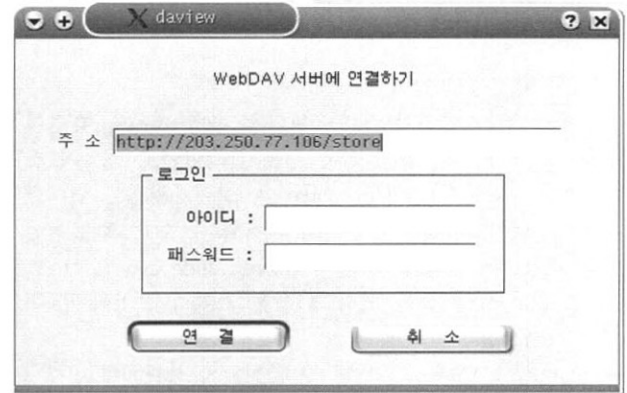 daview
WebDAV 서버에 연결하기
주 소 http://203.250.77.106/store
로그인
아이디 :
패스워드 :
연 결 취 소